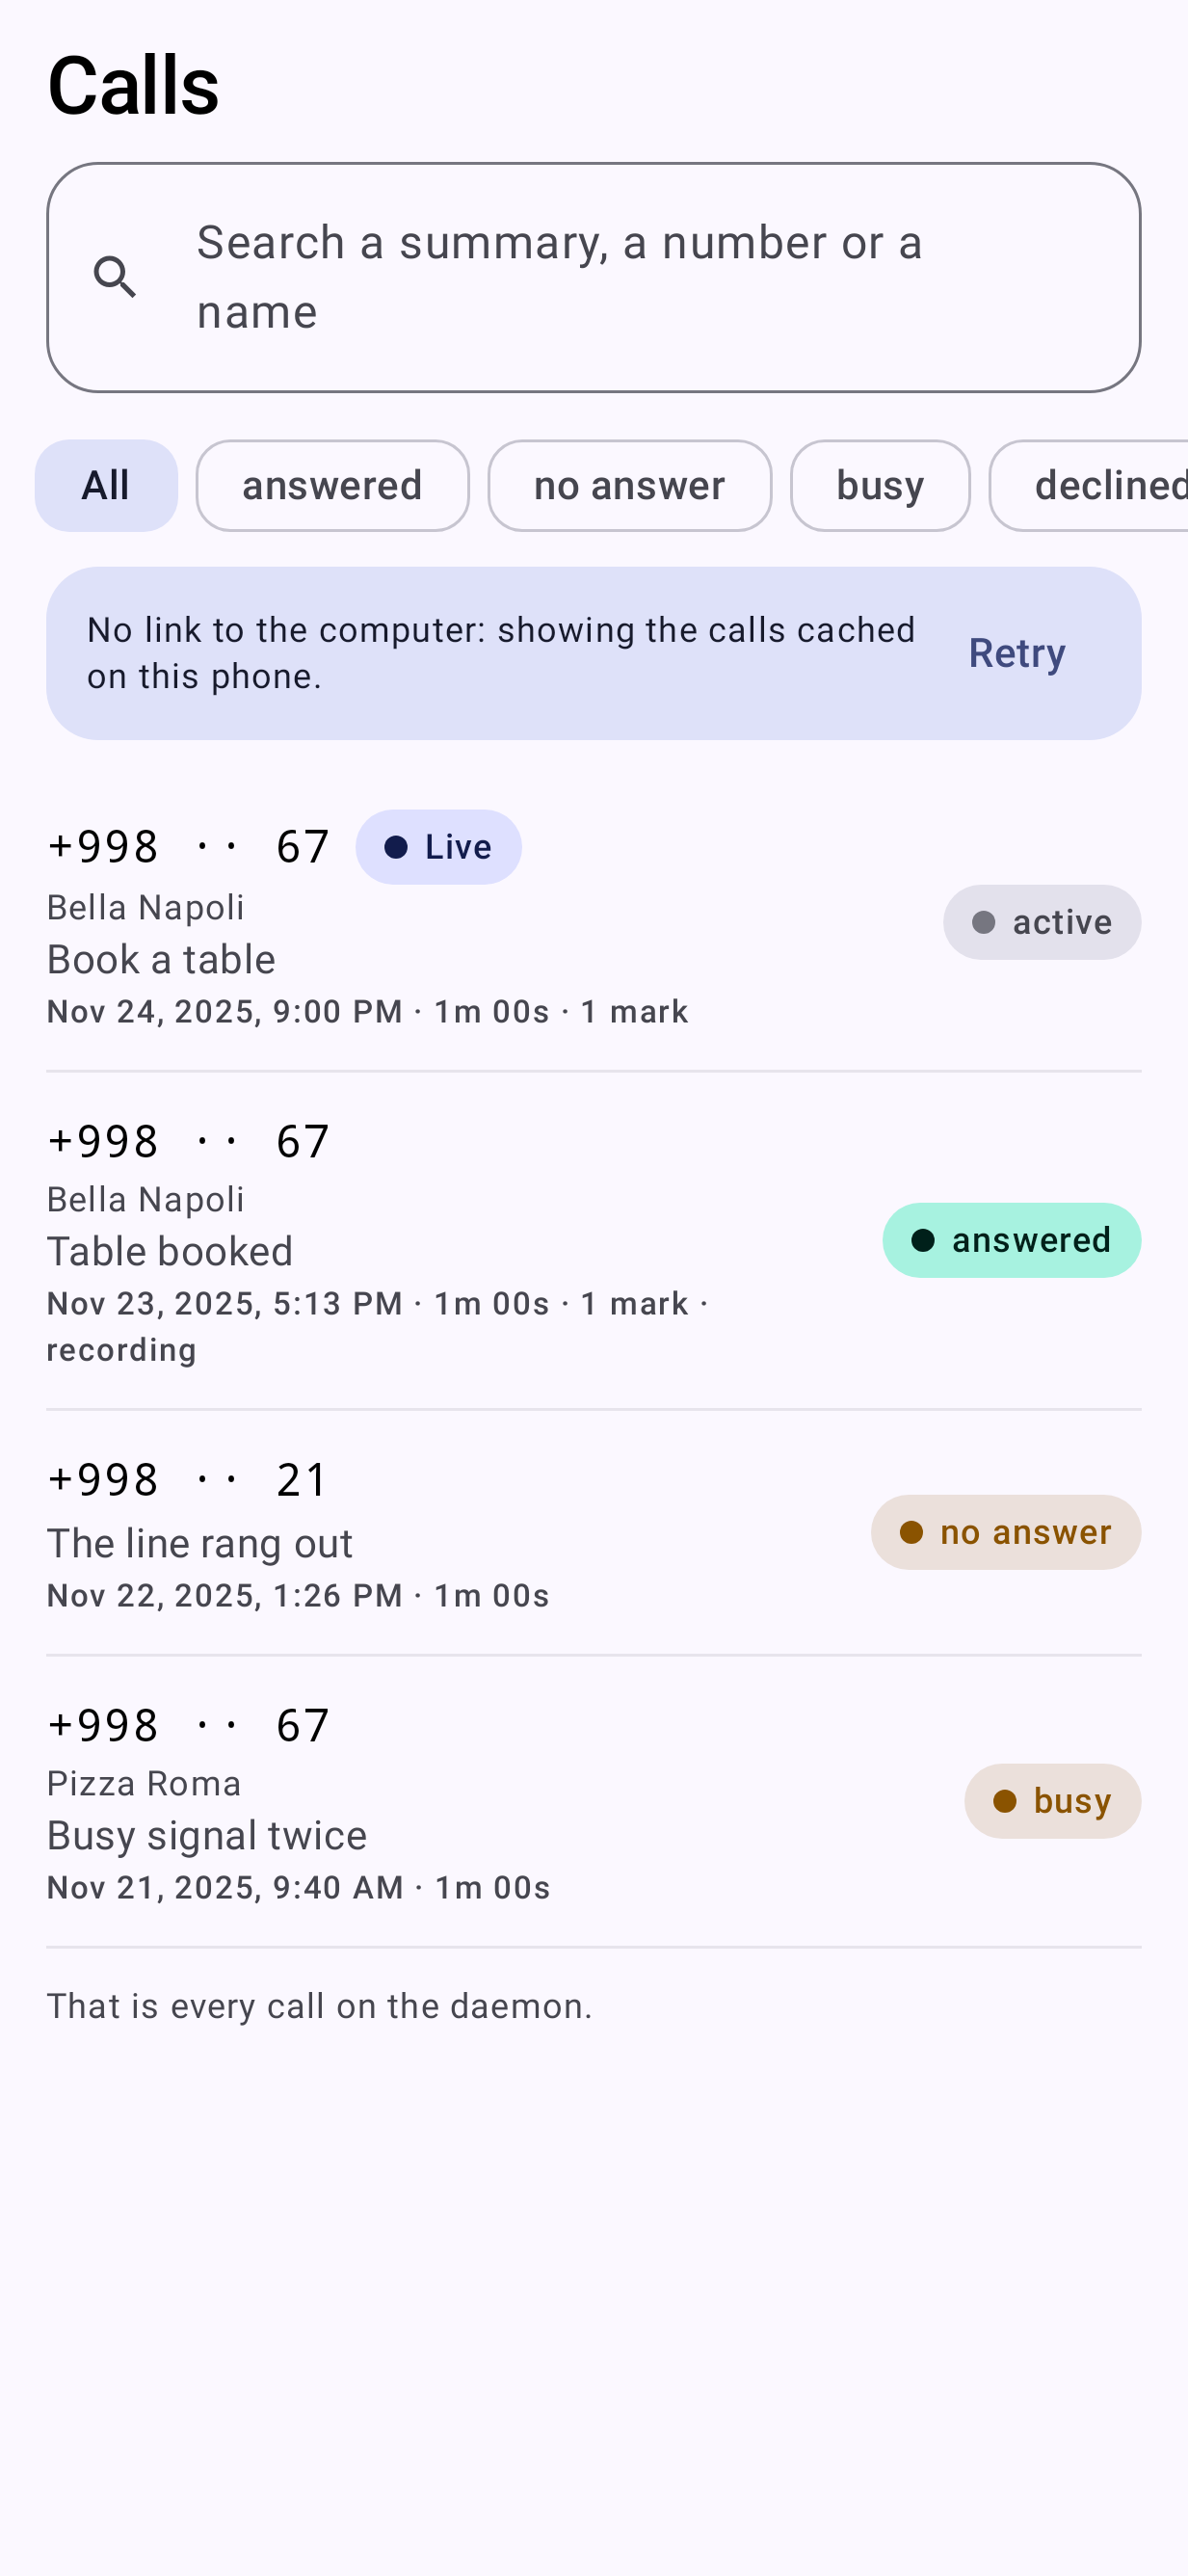 Calls
Search a summary, a number or a
name
All
answered
no answer
busy
declined
No link to the computer: showing the calls cached
on this phone.
Retry
+998 ·· 67
Live
Bella Napoli
Book a table
Nov 24, 2025, 9:00 PM · 1m 00s · 1 mark
active
+998 ·· 67
Bella Napoli
Table booked
Nov 23, 2025, 5:13 PM · 1m 00s · 1 mark ·
recording
answered
+998 ·· 21
The line rang out
Nov 22, 2025, 1:26 PM · 1m 00s
no answer
+998 ·· 67
Pizza Roma
Busy signal twice
Nov 21, 2025, 9:40 AM · 1m 00s
busy
That is every call on the daemon.